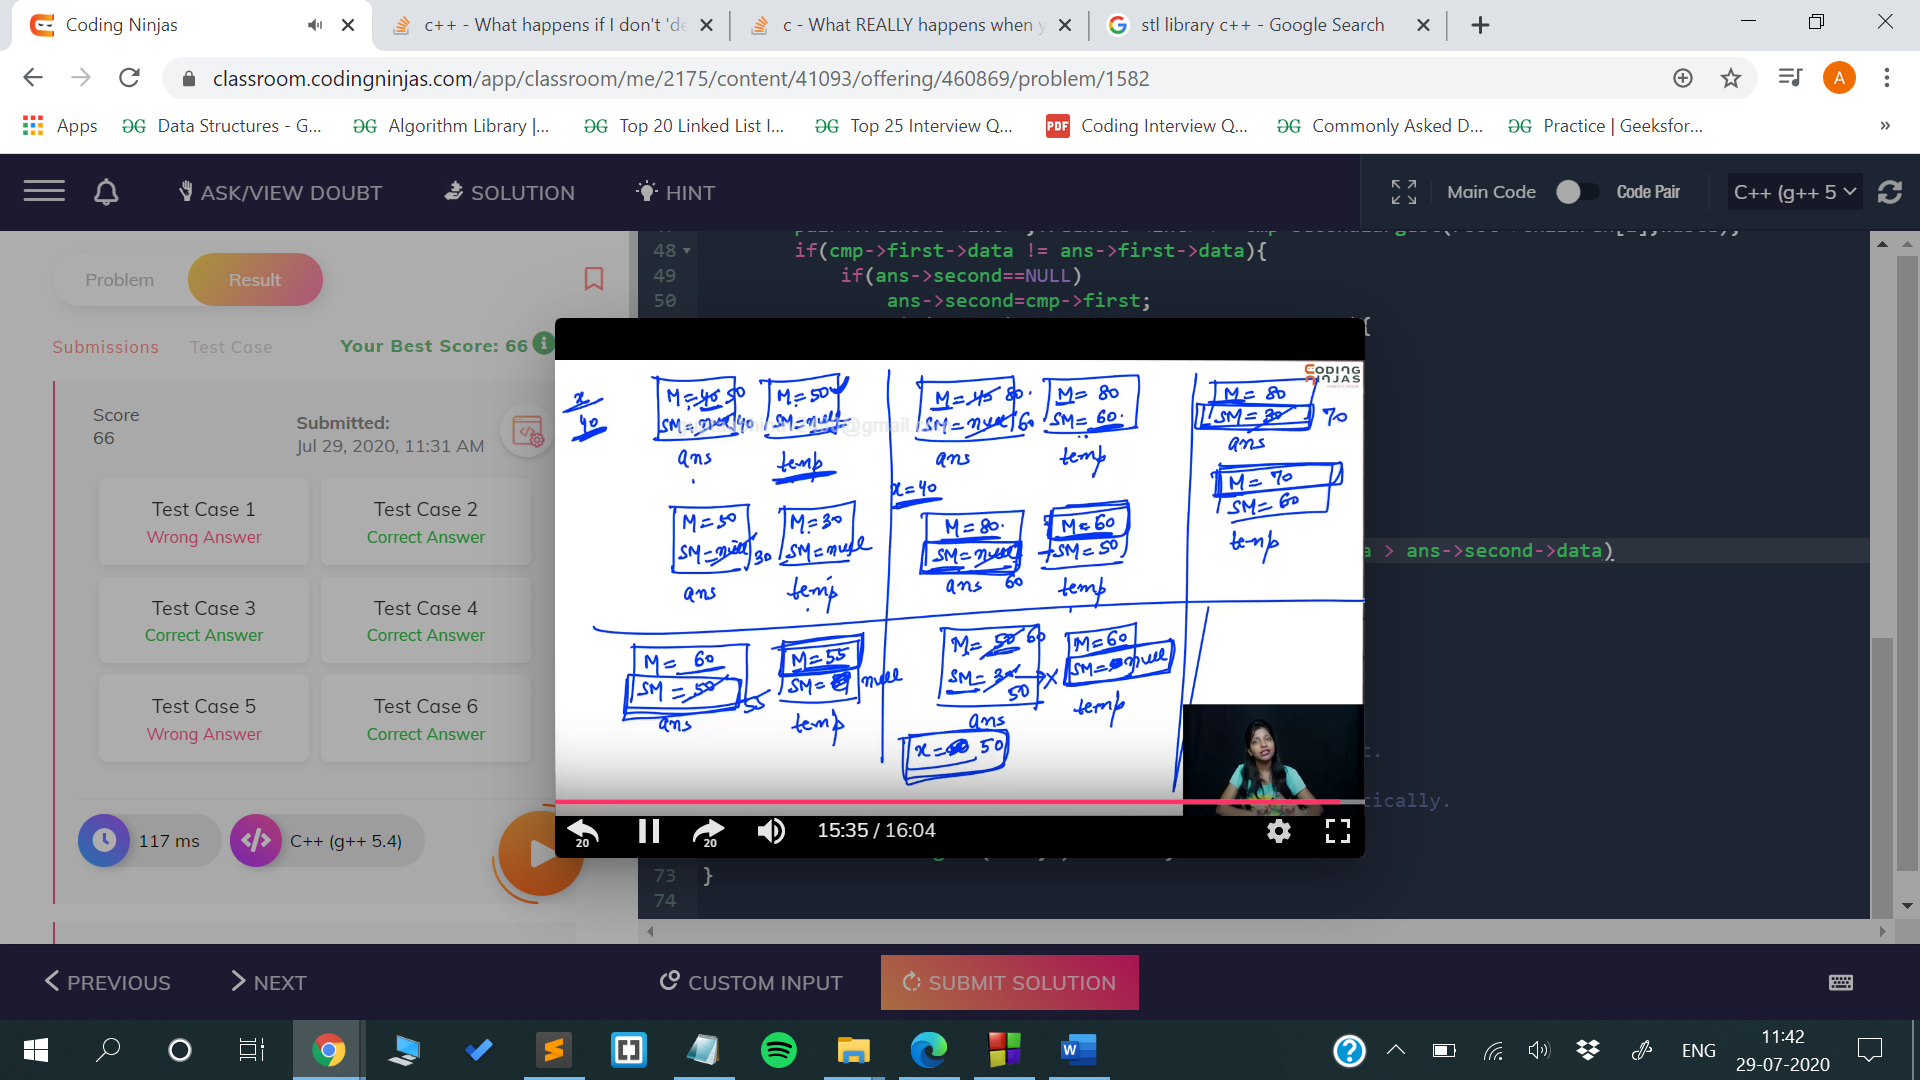 Coding Ninjas
c++ - What happens if I don't 'de
c - What REALLY happens when y
stl library c++ - Google Search
classroom.codingninjas.com/app/classroom/me/2175/content/41093/offering/460869/problem/1582
A
Apps
Data Structures - G...
Algorithm Library |...
Top 20 Linked List I...
Top 25 Interview Q...
PDF
Coding Interview Q...
Commonly Asked D...
Practice | Geeksfor...
»
ASK/VIEW DOUBT
SOLUTION
HINT
Main Code
Code Pair
C++ (g++ 5
Problem
Result
Submissions
Test Case
Your Best Score: 66
Score
66
Submitted:
Jul 29, 2020, 11:31 AM
Test Case 1
Wrong Answer
Test Case 2
Correct Answer
Test Case 3
Correct Answer
Test Case 4
Correct Answer
Test Case 5
Wrong Answer
Test Case 6
Correct Answer
117 ms
C++ (g++ 5.4)
48 if(cmp->first->data != ans->first->data){
49 if(ans->second==NULL)
50 ans->second=cmp->first;
{
> ans->second->data)
ically.
73 }
74
CODING
NINJAS
x
40
M = 40 50
SM = null 40
ans
M = 50
SM = null
temp
M = 50
SM = null 30
ans
M = 30
SM = null
temp
M = 45 80
SM = null 60
ans
M = 80
SM = 60
temp
x = 40
M = 80
SM = null
ans 60
M = 60
SM = 50
temp
M = 80
SM = 30 70
ans
M = 70
SM = 60
temp
M = 60
SM = 50 55
ans
M = 55
SM = null
temp
M = 50 60
SM = 30 → x
50
ans
M = 60
SM = null
temp
x = 50
20
20
15:35 / 16:04
PREVIOUS
NEXT
CUSTOM INPUT
SUBMIT SOLUTION
ENG
11:42
29-07-2020